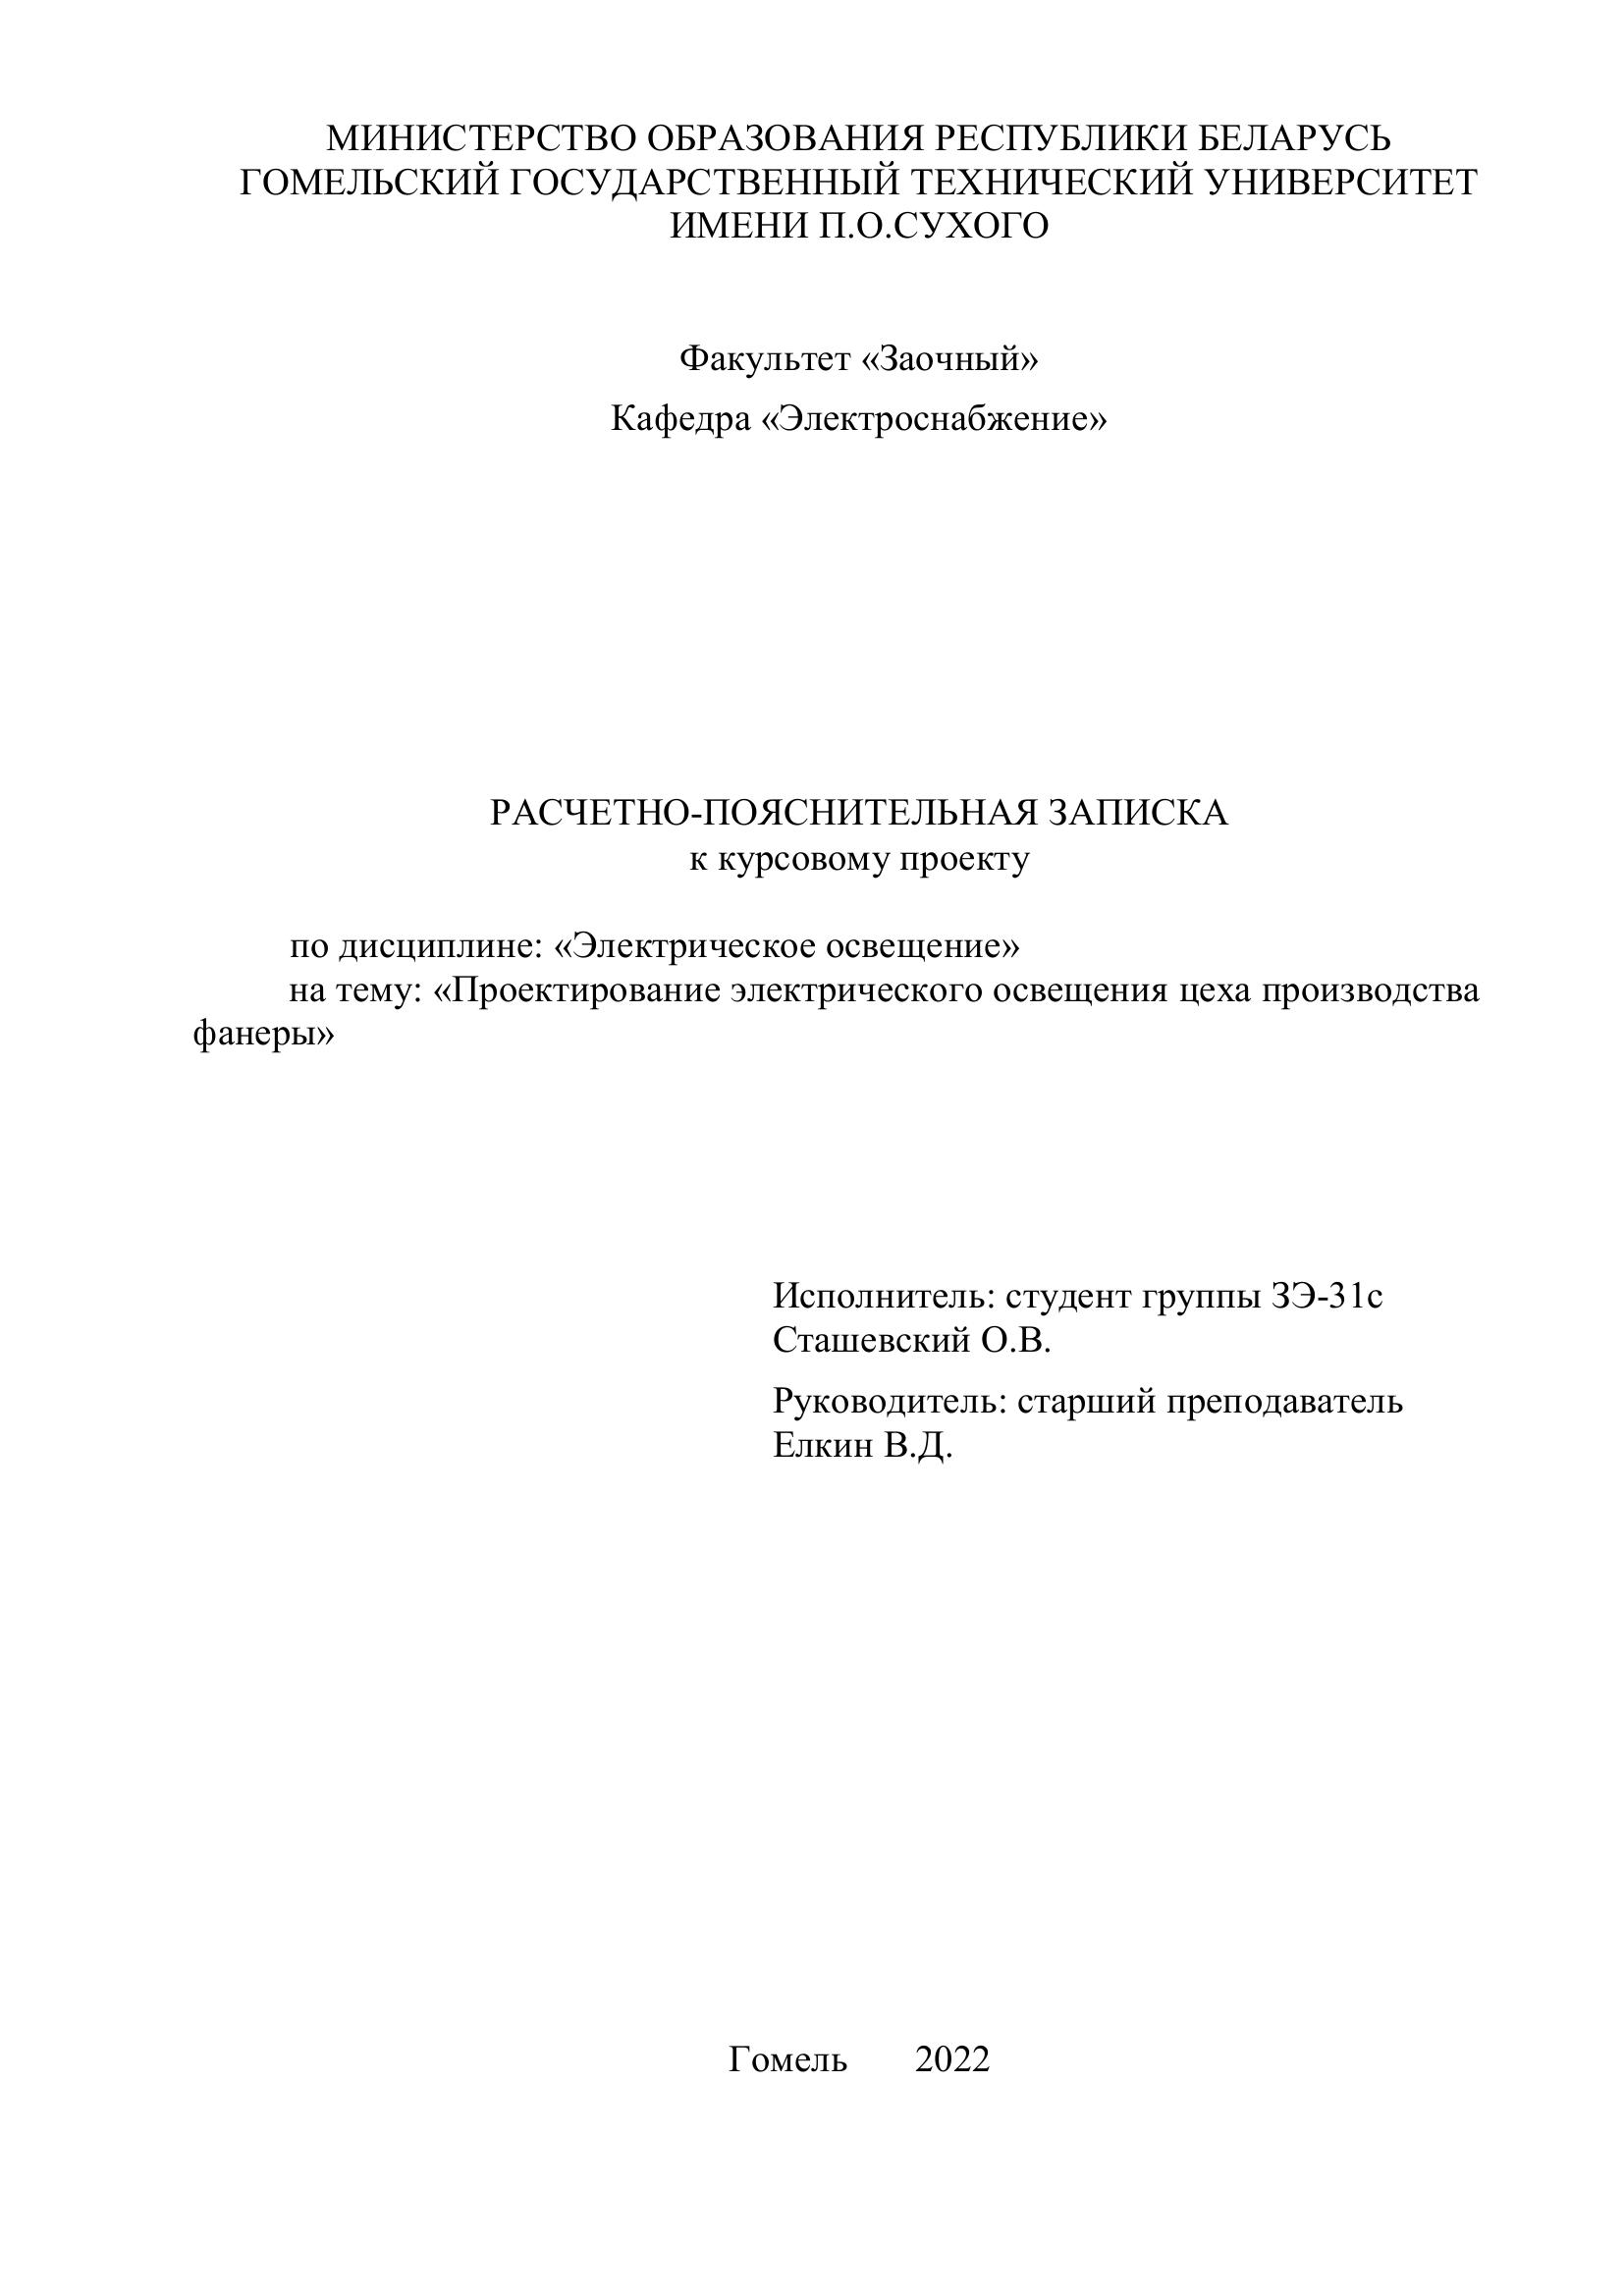 МИНИСТЕРСТВО ОБРАЗОВАНИЯ РЕСПУБЛИКИ БЕЛАРУСЬ
ГОМЕЛЬСКИЙ ГОСУДАРСТВЕННЫЙ ТЕХНИЧЕСКИЙ УНИВЕРСИТЕТ
ИМЕНИ П.О.СУХОГО
Факультет «Заочный»
Кафедра «Электроснабжение»
РАСЧЕТНО-ПОЯСНИТЕЛЬНАЯ ЗАПИСКА
к курсовому проекту
по дисциплине: «Электрическое освещение»
на тему: «Проектирование электрического освещения цеха производства
фанеры»
Исполнитель: студент группы ЗЭ-31с
Сташевский О.В.
Руководитель: старший преподаватель
Елкин В.Д.
Гомель 2022